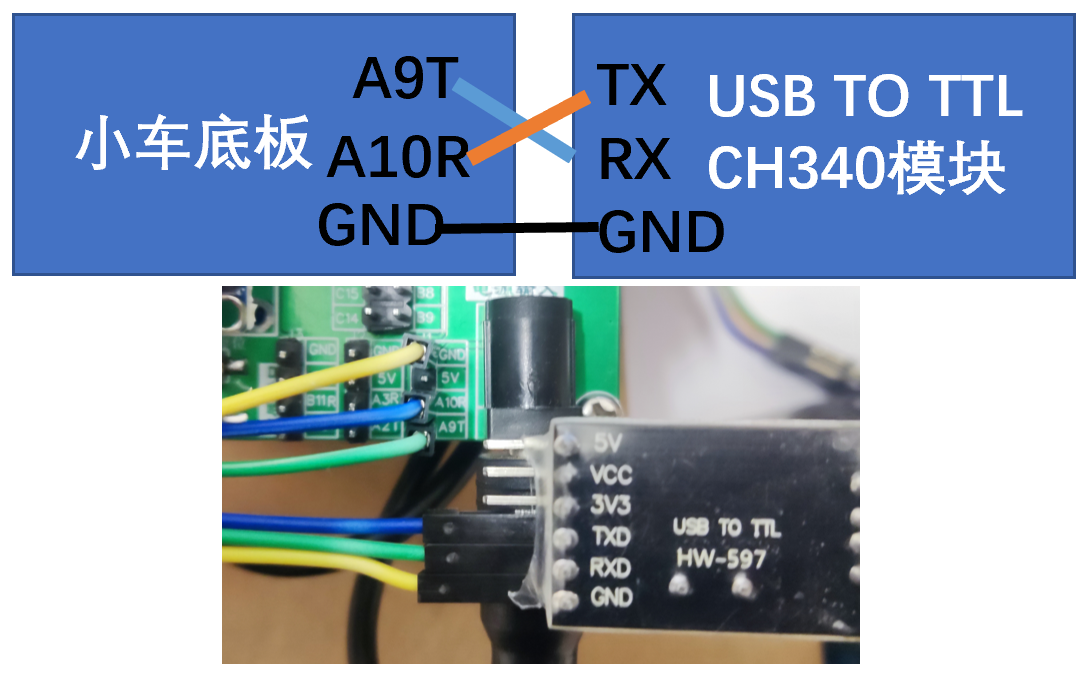 小车底板
A9T
A10R
GND
TX
RX
GND
USB TO TTL
CH340模块
C15
B8
C14
B9
GND
GND
GND
5V
5V
B11R
A3R
A10R
A2T
A9T
5V
VCC
3V3
TXD
RXD
GND
USB TO TTL
HW-597